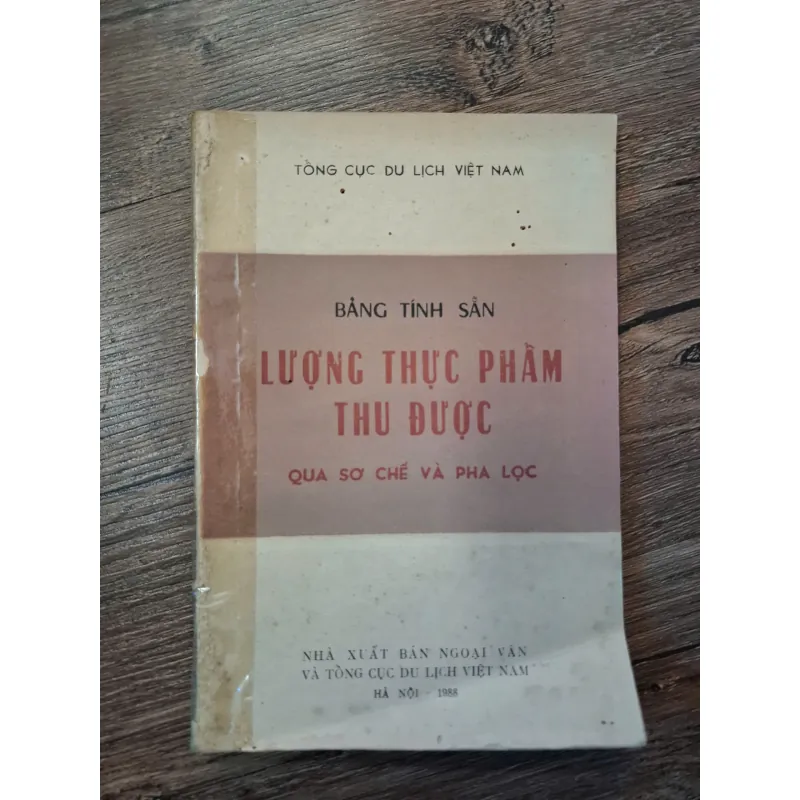 TỔNG CỤC DU LỊCH VIỆT NAM
BẢNG TÍNH SẴN
LƯỢNG THỰC PHẨM
THU ĐƯỢC
QUA SƠ CHẾ VÀ PHA LỌC
NHÀ XUẤT BẢN NGOẠI VĂN
VÀ TỔNG CỤC DU LỊCH VIỆT NAM
HÀ NỘI - 1988